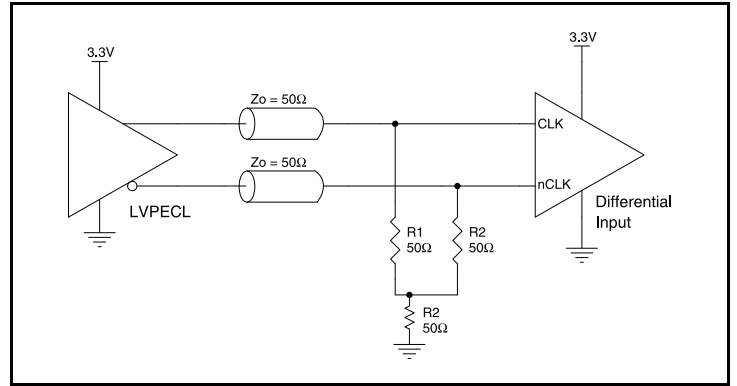 3.3V
3.3V
Zo = 50Ω
CLK
Zo = 50Ω
nCLK
LVPECL
Differential
Input
R1
50Ω
R2
50Ω
R2
50Ω